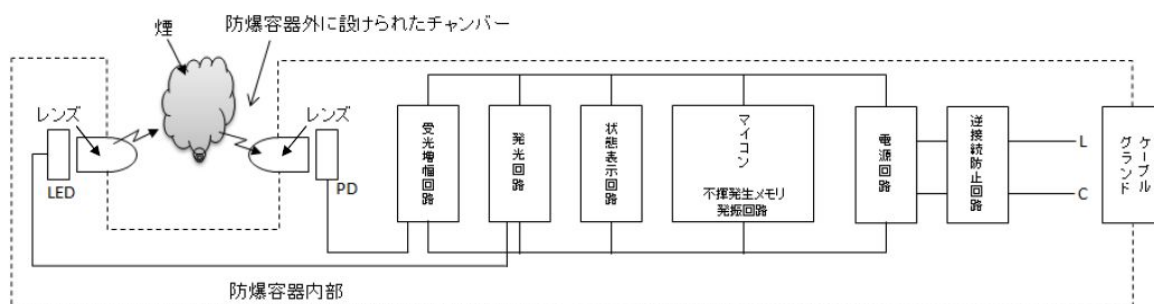 煙
防爆容器外に設けられたチャンバー
レンズ
レンズ
LED
PD
受光増幅回路
発光回路
状態表示回路
マイコン
不揮発生メモリ
発振回路
電源回路
逆接続防止回路
L
C
ケーブル
グランド
防爆容器内部